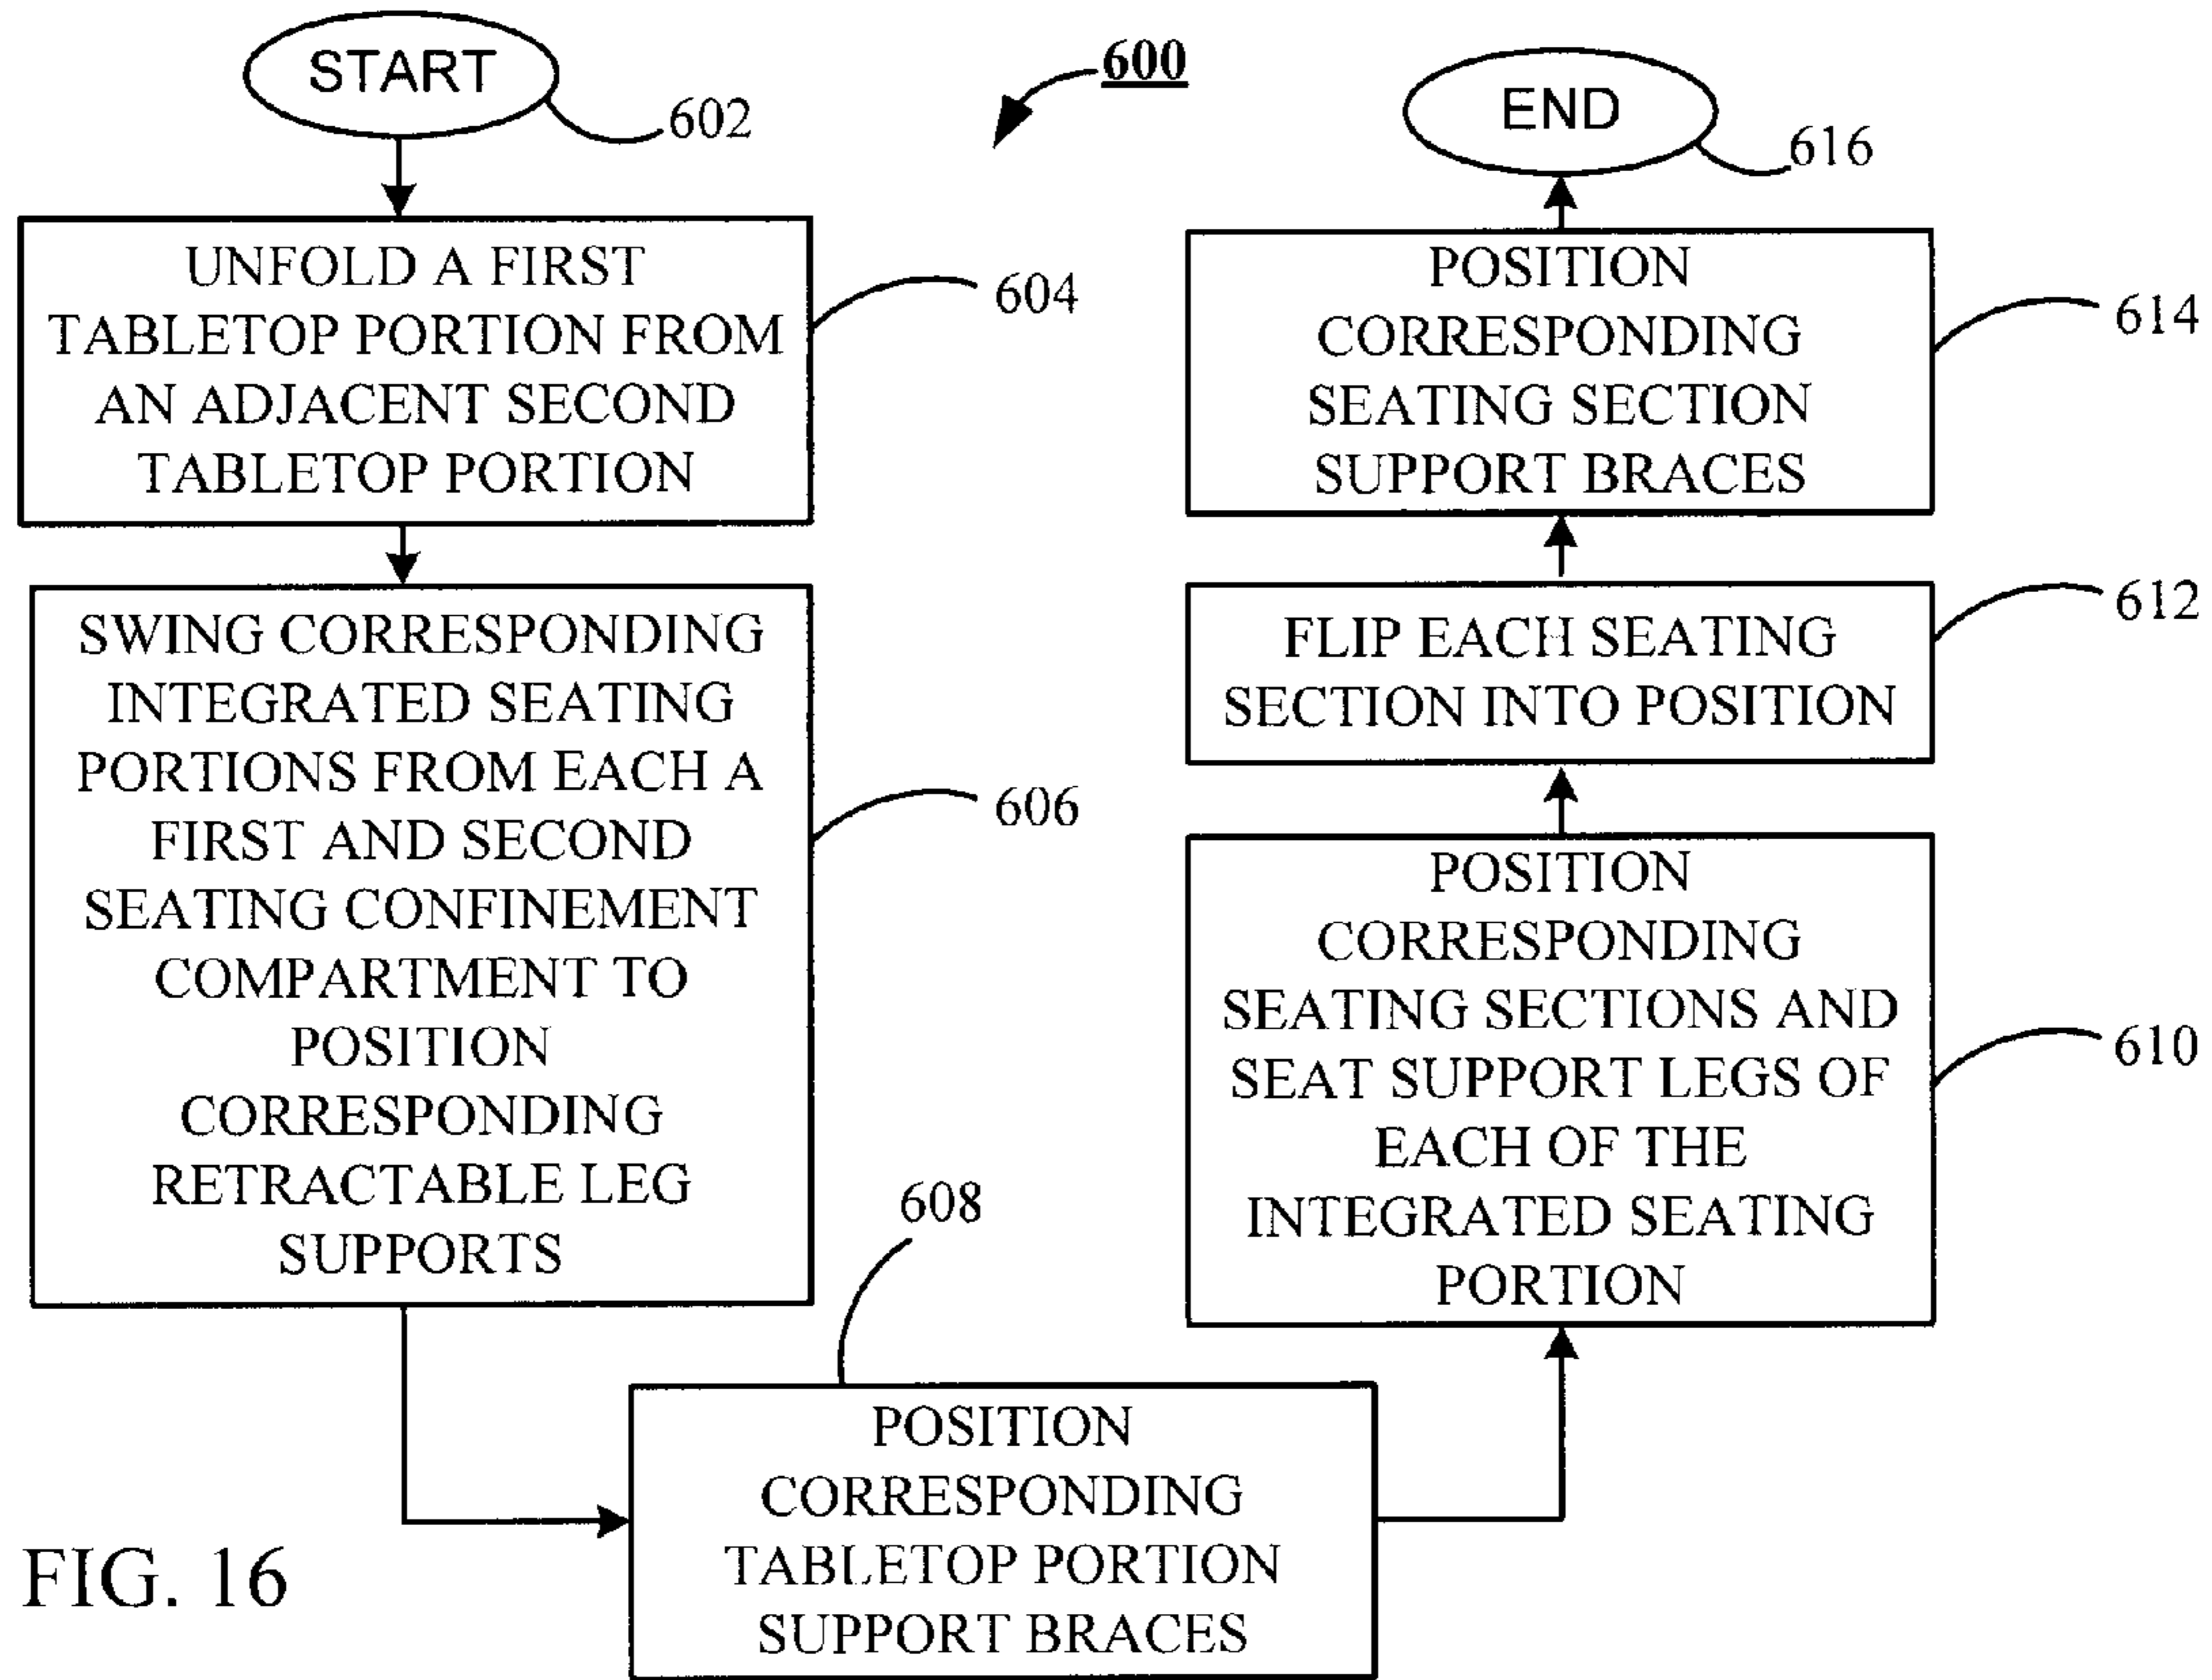 START
602
UNFOLD A FIRST
TABLETOP PORTION FROM
AN ADJACENT SECOND
TABLETOP PORTION
604
SWING CORRESPONDING
INTEGRATED SEATING
PORTIONS FROM EACH A
FIRST AND SECOND
SEATING CONFINEMENT
COMPARTMENT TO
POSITION
CORRESPONDING
RETRACTABLE LEG
SUPPORTS
606
608
POSITION
CORRESPONDING
TABLETOP PORTION
SUPPORT BRACES
POSITION
CORRESPONDING
SEATING SECTIONS AND
SEAT SUPPORT LEGS OF
EACH OF THE
INTEGRATED SEATING
PORTION
610
FLIP EACH SEATING
SECTION INTO POSITION
612
POSITION
CORRESPONDING
SEATING SECTION
SUPPORT BRACES
614
END
616
600
FIG. 16